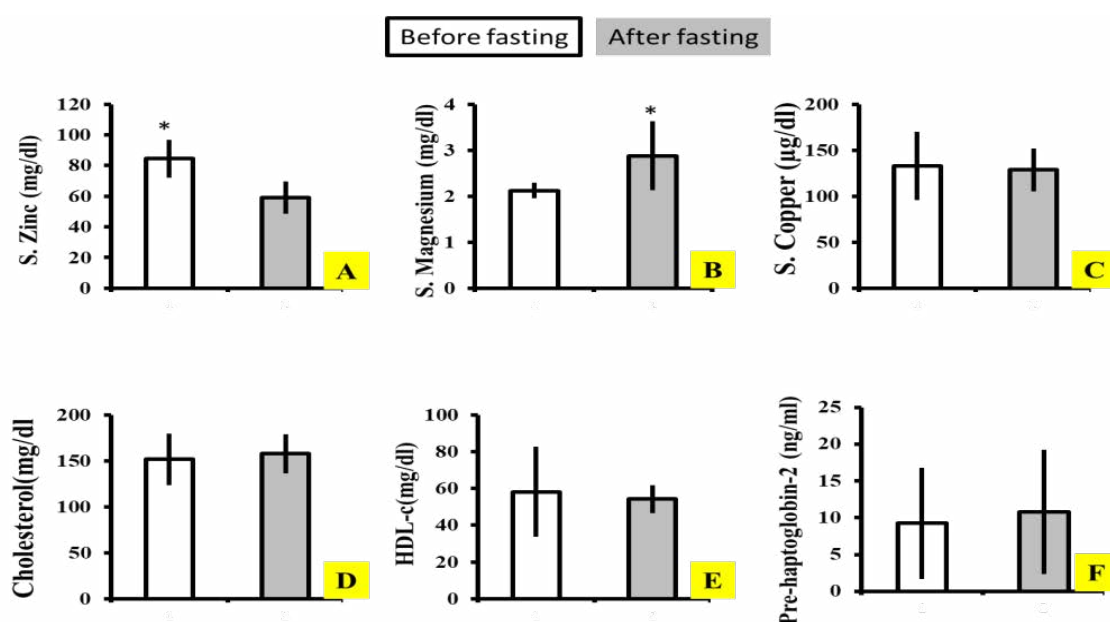 Before fasting
After fasting
S. Zinc (mg/dl)
120
100
80
60
40
20
0
*
A
S. Magnesium (mg/dl)
4
3
2
1
0
*
B
S. Copper (µg/dl)
200
150
100
50
0
C
Cholesterol(mg/dl
200
150
100
50
0
D
HDL-c(mg/dl)
100
80
60
40
20
0
E
Pre-haptoglobin-2 (ng/ml)
25
20
15
10
5
0
F